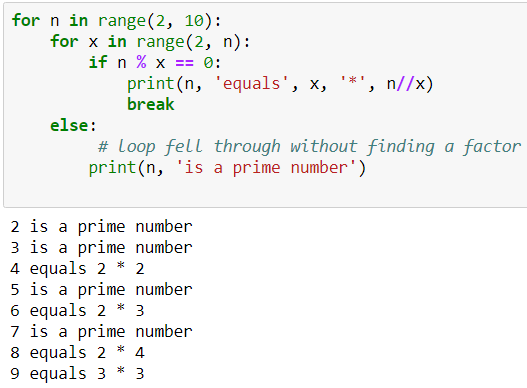 for n in range(2, 10):
    for x in range(2, n):
        if n % x == 0:
            print(n, 'equals', x, '*', n//x)
            break
    else:
         # loop fell through without finding a factor
        print(n, 'is a prime number')
2 is a prime number
3 is a prime number
4 equals 2 * 2
5 is a prime number
6 equals 2 * 3
7 is a prime number
8 equals 2 * 4
9 equals 3 * 3